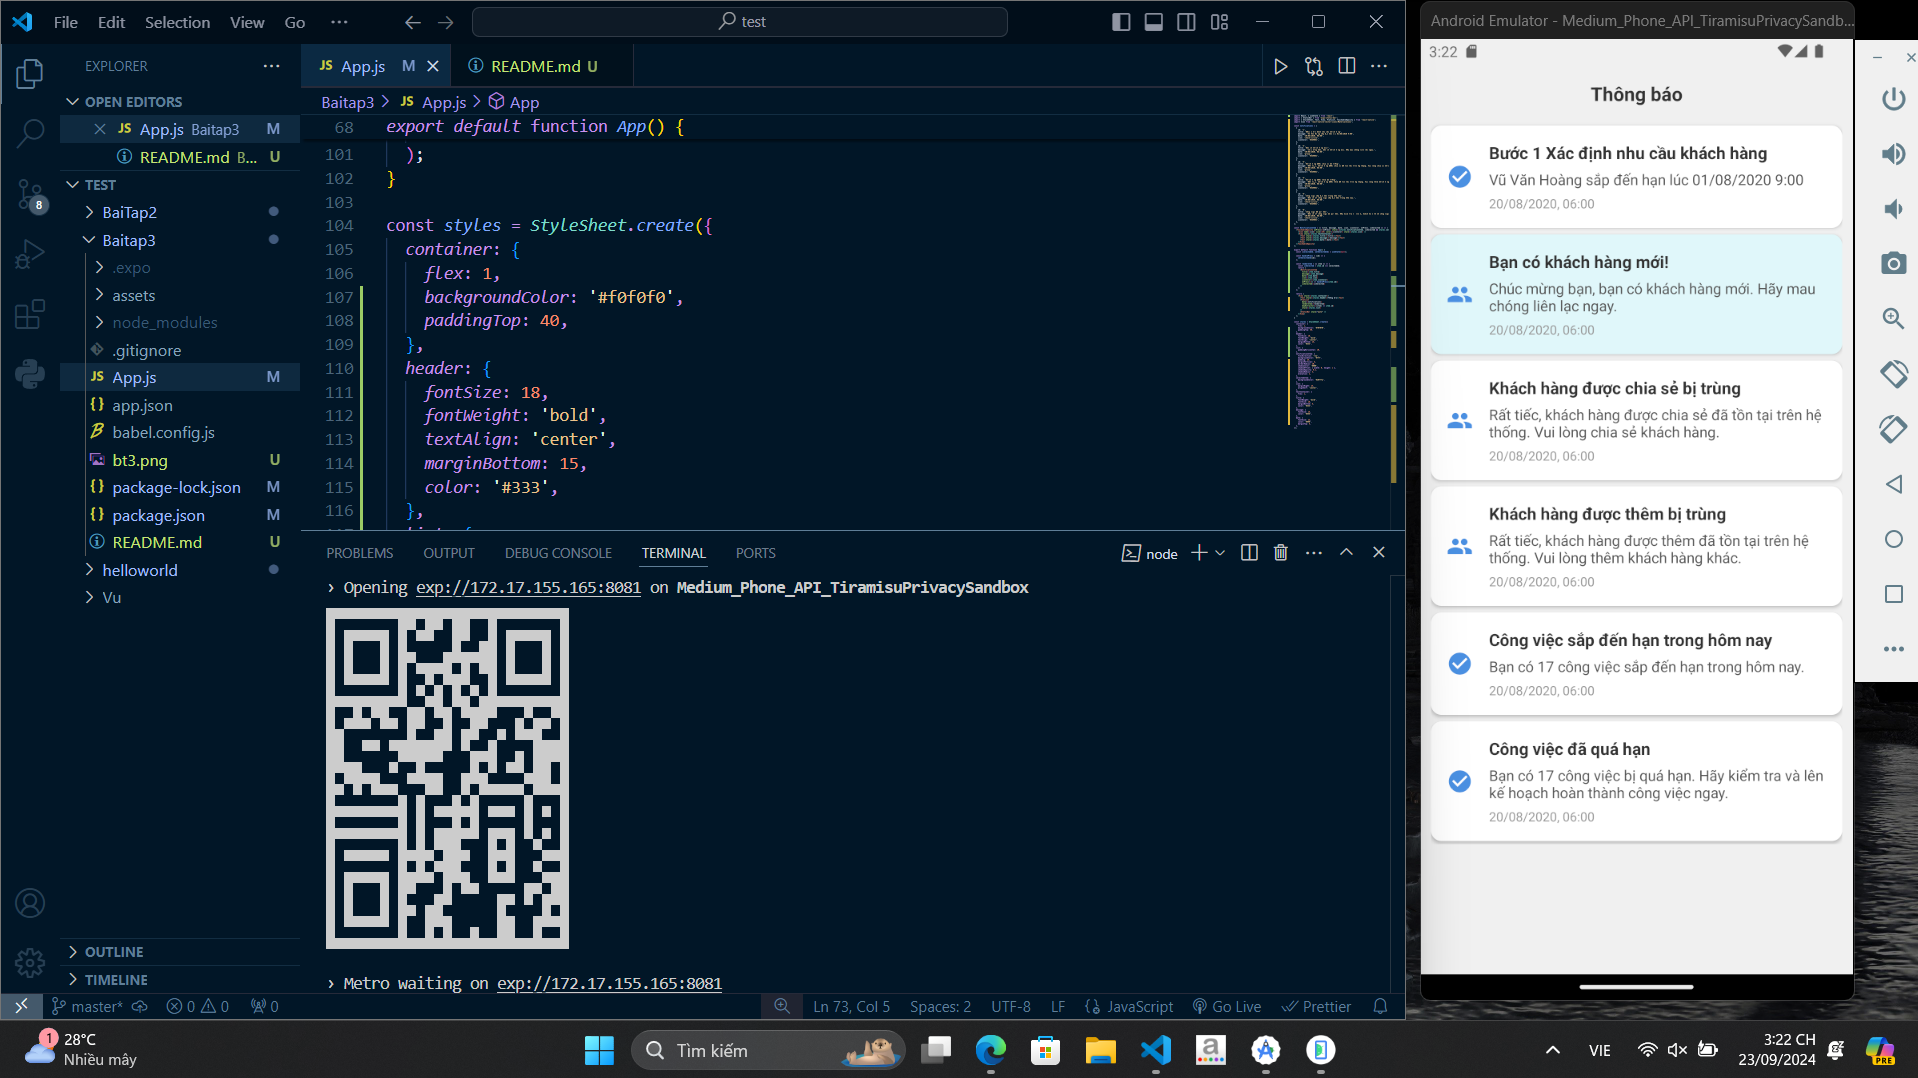 File Edit Selection View Go ··· test
EXPLORER ···
OPEN EDITORS
JS App.js Baitap3 M
README.md B... U
TEST
BaiTap2
Baitap3
.expo
assets
node_modules
.gitignore
JS App.js M
{} app.json
babel.config.js
bt3.png U
{} package-lock.json M
{} package.json M
README.md U
helloworld
Vu
OUTLINE
TIMELINE
8
JS App.js M
README.md U
Baitap3 > JS App.js > App
68 export default function App() {
101 );
102 }
103
104 const styles = StyleSheet.create({
105 container: {
106 flex: 1,
107 backgroundColor: '#f0f0f0',
108 paddingTop: 40,
109 },
110 header: {
111 fontSize: 18,
112 fontWeight: 'bold',
113 textAlign: 'center',
114 marginBottom: 15,
115 color: '#333',
116 },
PROBLEMS OUTPUT DEBUG CONSOLE TERMINAL PORTS node
› Opening exp://172.17.155.165:8081 on Medium_Phone_API_TiramisuPrivacySandbox
› Metro waiting on exp://172.17.155.165:8081
master* 0 0 0 Ln 73, Col 5 Spaces: 2 UTF-8 LF {} JavaScript Go Live Prettier
Android Emulator - Medium_Phone_API_TiramisuPrivacySandb...
3:22
Thông báo
Bước 1 Xác định nhu cầu khách hàng
Vũ Văn Hoàng sắp đến hạn lúc 01/08/2020 9:00
20/08/2020, 06:00
Bạn có khách hàng mới!
Chúc mừng bạn, bạn có khách hàng mới. Hãy mau
chóng liên lạc ngay.
20/08/2020, 06:00
Khách hàng được chia sẻ bị trùng
Rất tiếc, khách hàng được chia sẻ đã tồn tại trên hệ
thống. Vui lòng chia sẻ khách hàng.
20/08/2020, 06:00
Khách hàng được thêm bị trùng
Rất tiếc, khách hàng được thêm đã tồn tại trên hệ
thống. Vui lòng thêm khách hàng khác.
20/08/2020, 06:00
Công việc sắp đến hạn trong hôm nay
Bạn có 17 công việc sắp đến hạn trong hôm nay.
20/08/2020, 06:00
Công việc đã quá hạn
Bạn có 17 công việc bị quá hạn. Hãy kiểm tra và lên
kế hoạch hoàn thành công việc ngay.
20/08/2020, 06:00
1
28°C
Nhiều mây
Tìm kiếm
a
VIE
3:22 CH
23/09/2024
PRE